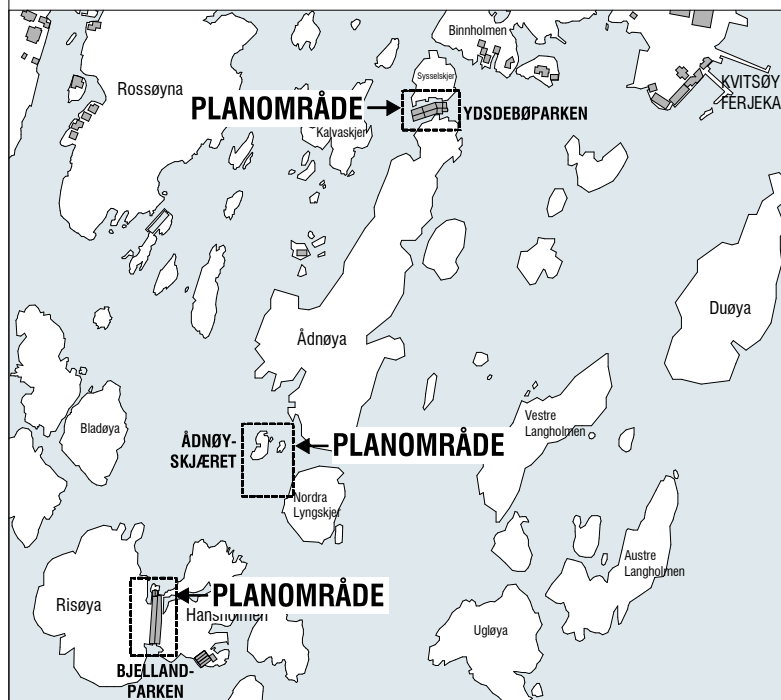 Binnholmen
Sysselskjer
Rossøyna
KVITSØY
FERJEKA
PLANOMRÅDE
YDSDEBØPARKEN
Kalvaskjer
Duøya
Ådnøya
Bladøya
Vestre
Langholmen
ÅDNØY-
SKJÆRET
PLANOMRÅDE
Nordra
Lyngskjer
Austre
Langholmen
Risøya
PLANOMRÅDE
Hansholmen
Ugløya
BJELLAND-
PARKEN